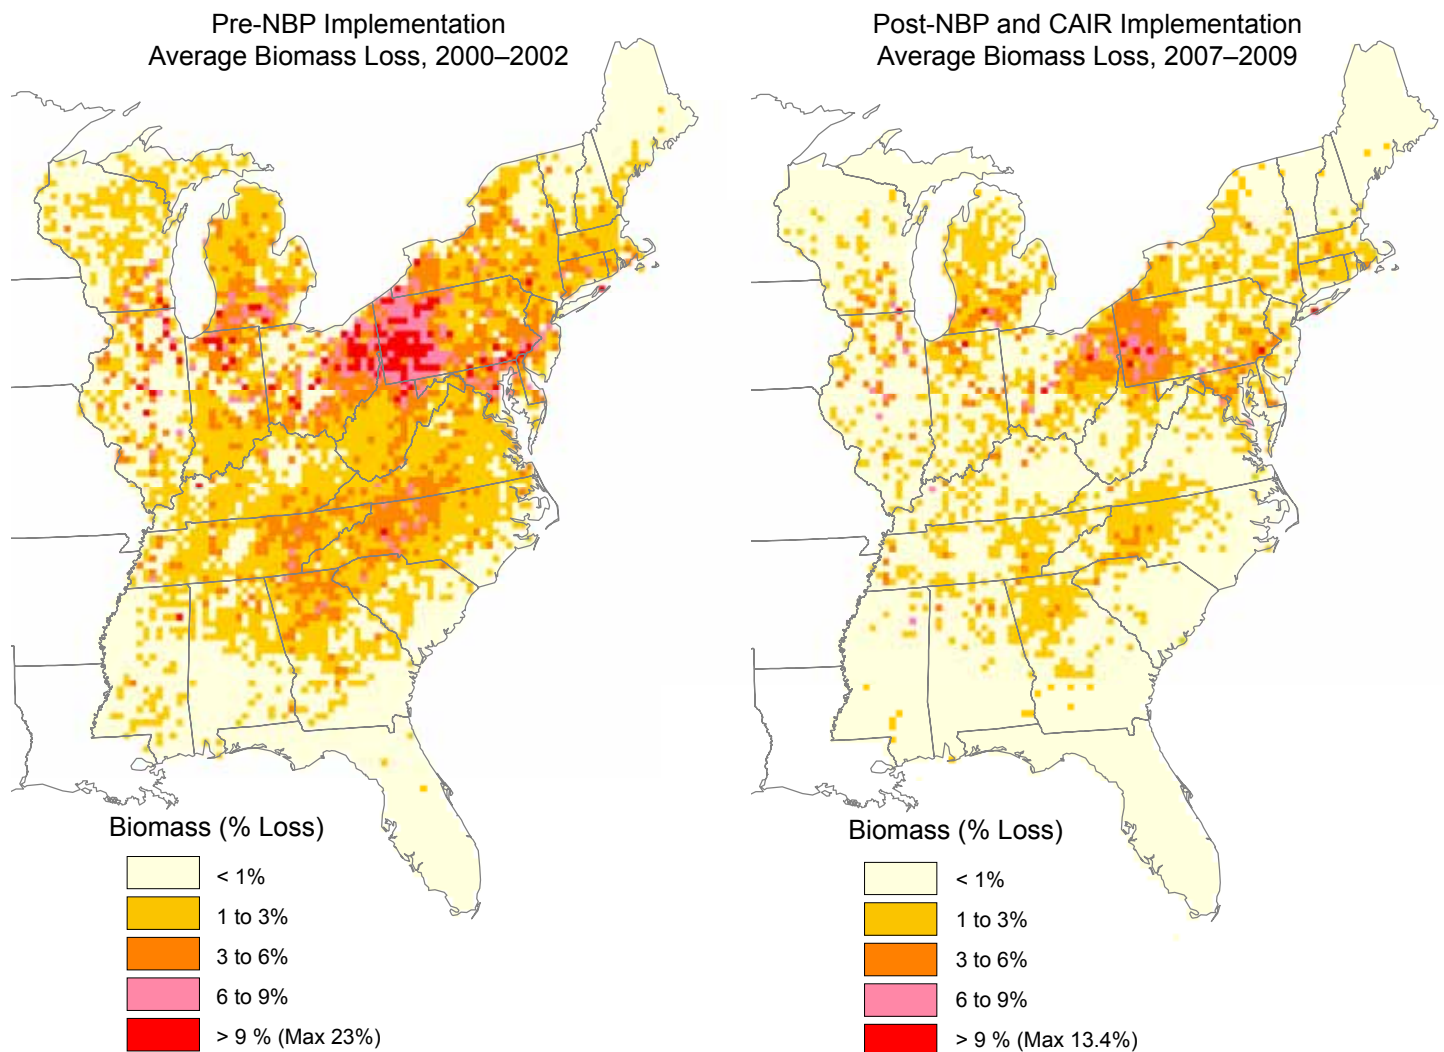 Pre-NBP Implementation
Average Biomass Loss, 2000–2002
Post-NBP and CAIR Implementation
Average Biomass Loss, 2007–2009
Biomass (% Loss)
< 1%
1 to 3%
3 to 6%
6 to 9%
> 9 % (Max 23%)
Biomass (% Loss)
< 1%
1 to 3%
3 to 6%
6 to 9%
> 9 % (Max 13.4%)